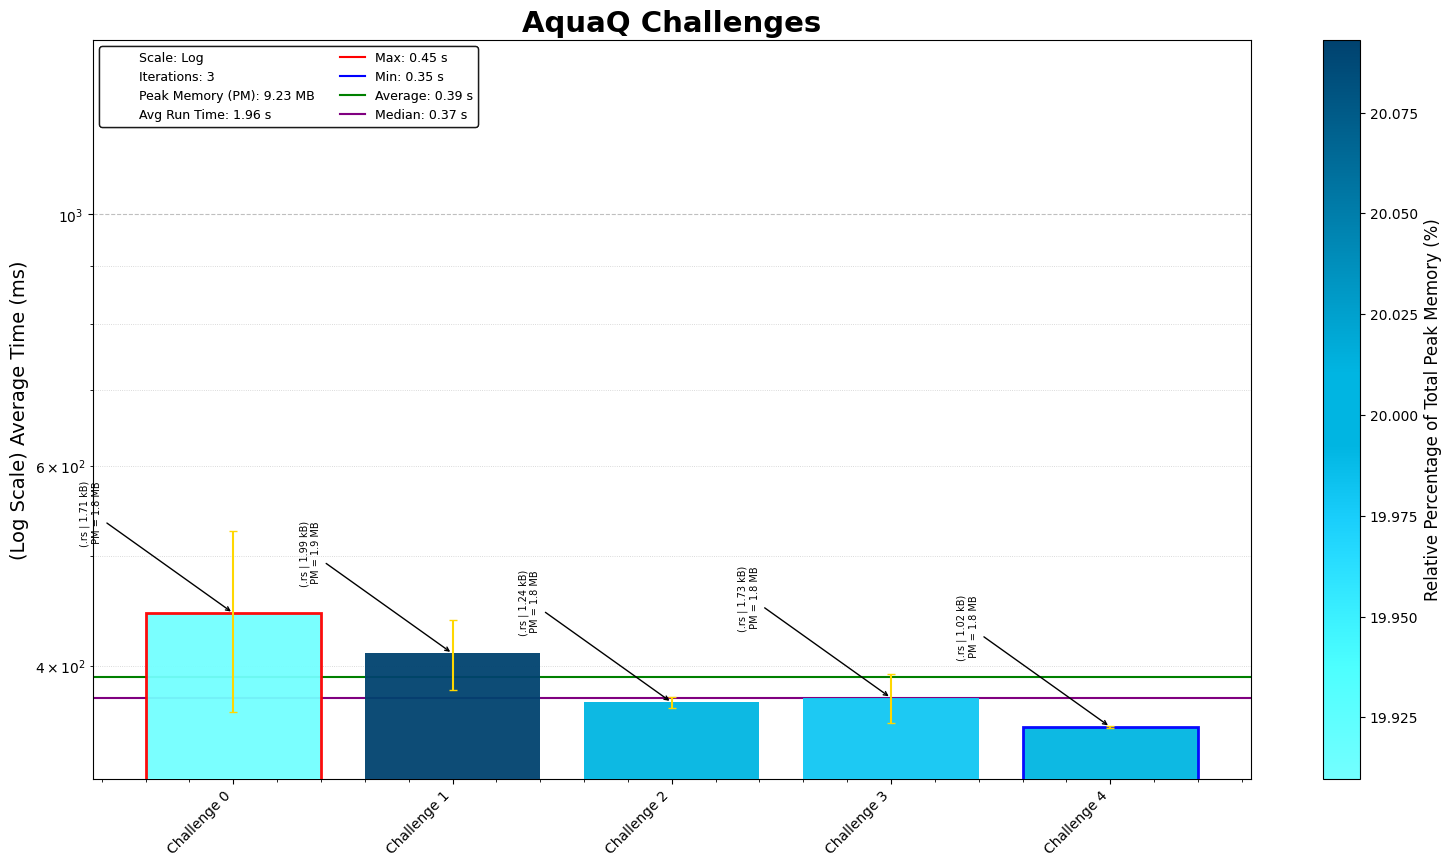 AquaQ Challenges
Scale: Log
Iterations: 3
Peak Memory (PM): 9.23 MB
Avg Run Time: 1.96 s
Max: 0.45 s
Min: 0.35 s
Average: 0.39 s
Median: 0.37 s
(Log Scale) Average Time (ms)
10³
6 × 10²
4 × 10²
(.rs | 1.71 kB)
PM = 1.8 MB
(.rs | 1.99 kB)
PM = 1.9 MB
(.rs | 1.24 kB)
PM = 1.8 MB
(.rs | 1.73 kB)
PM = 1.8 MB
(.rs | 1.02 kB)
PM = 1.8 MB
Challenge 0
Challenge 1
Challenge 2
Challenge 3
Challenge 4
20.075
20.050
20.025
20.000
19.975
19.950
19.925
Relative Percentage of Total Peak Memory (%)